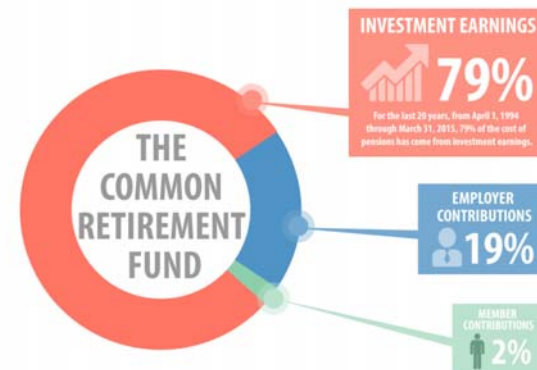 INVESTMENT EARNINGS
79%
For the last 20 years, from April 1, 1994
through March 31, 2013, 79% of the cost of
pensions has come from investment earnings.
THE
COMMON
RETIREMENT
FUND
EMPLOYER
CONTRIBUTIONS
19%
MEMBER
CONTRIBUTIONS
2%